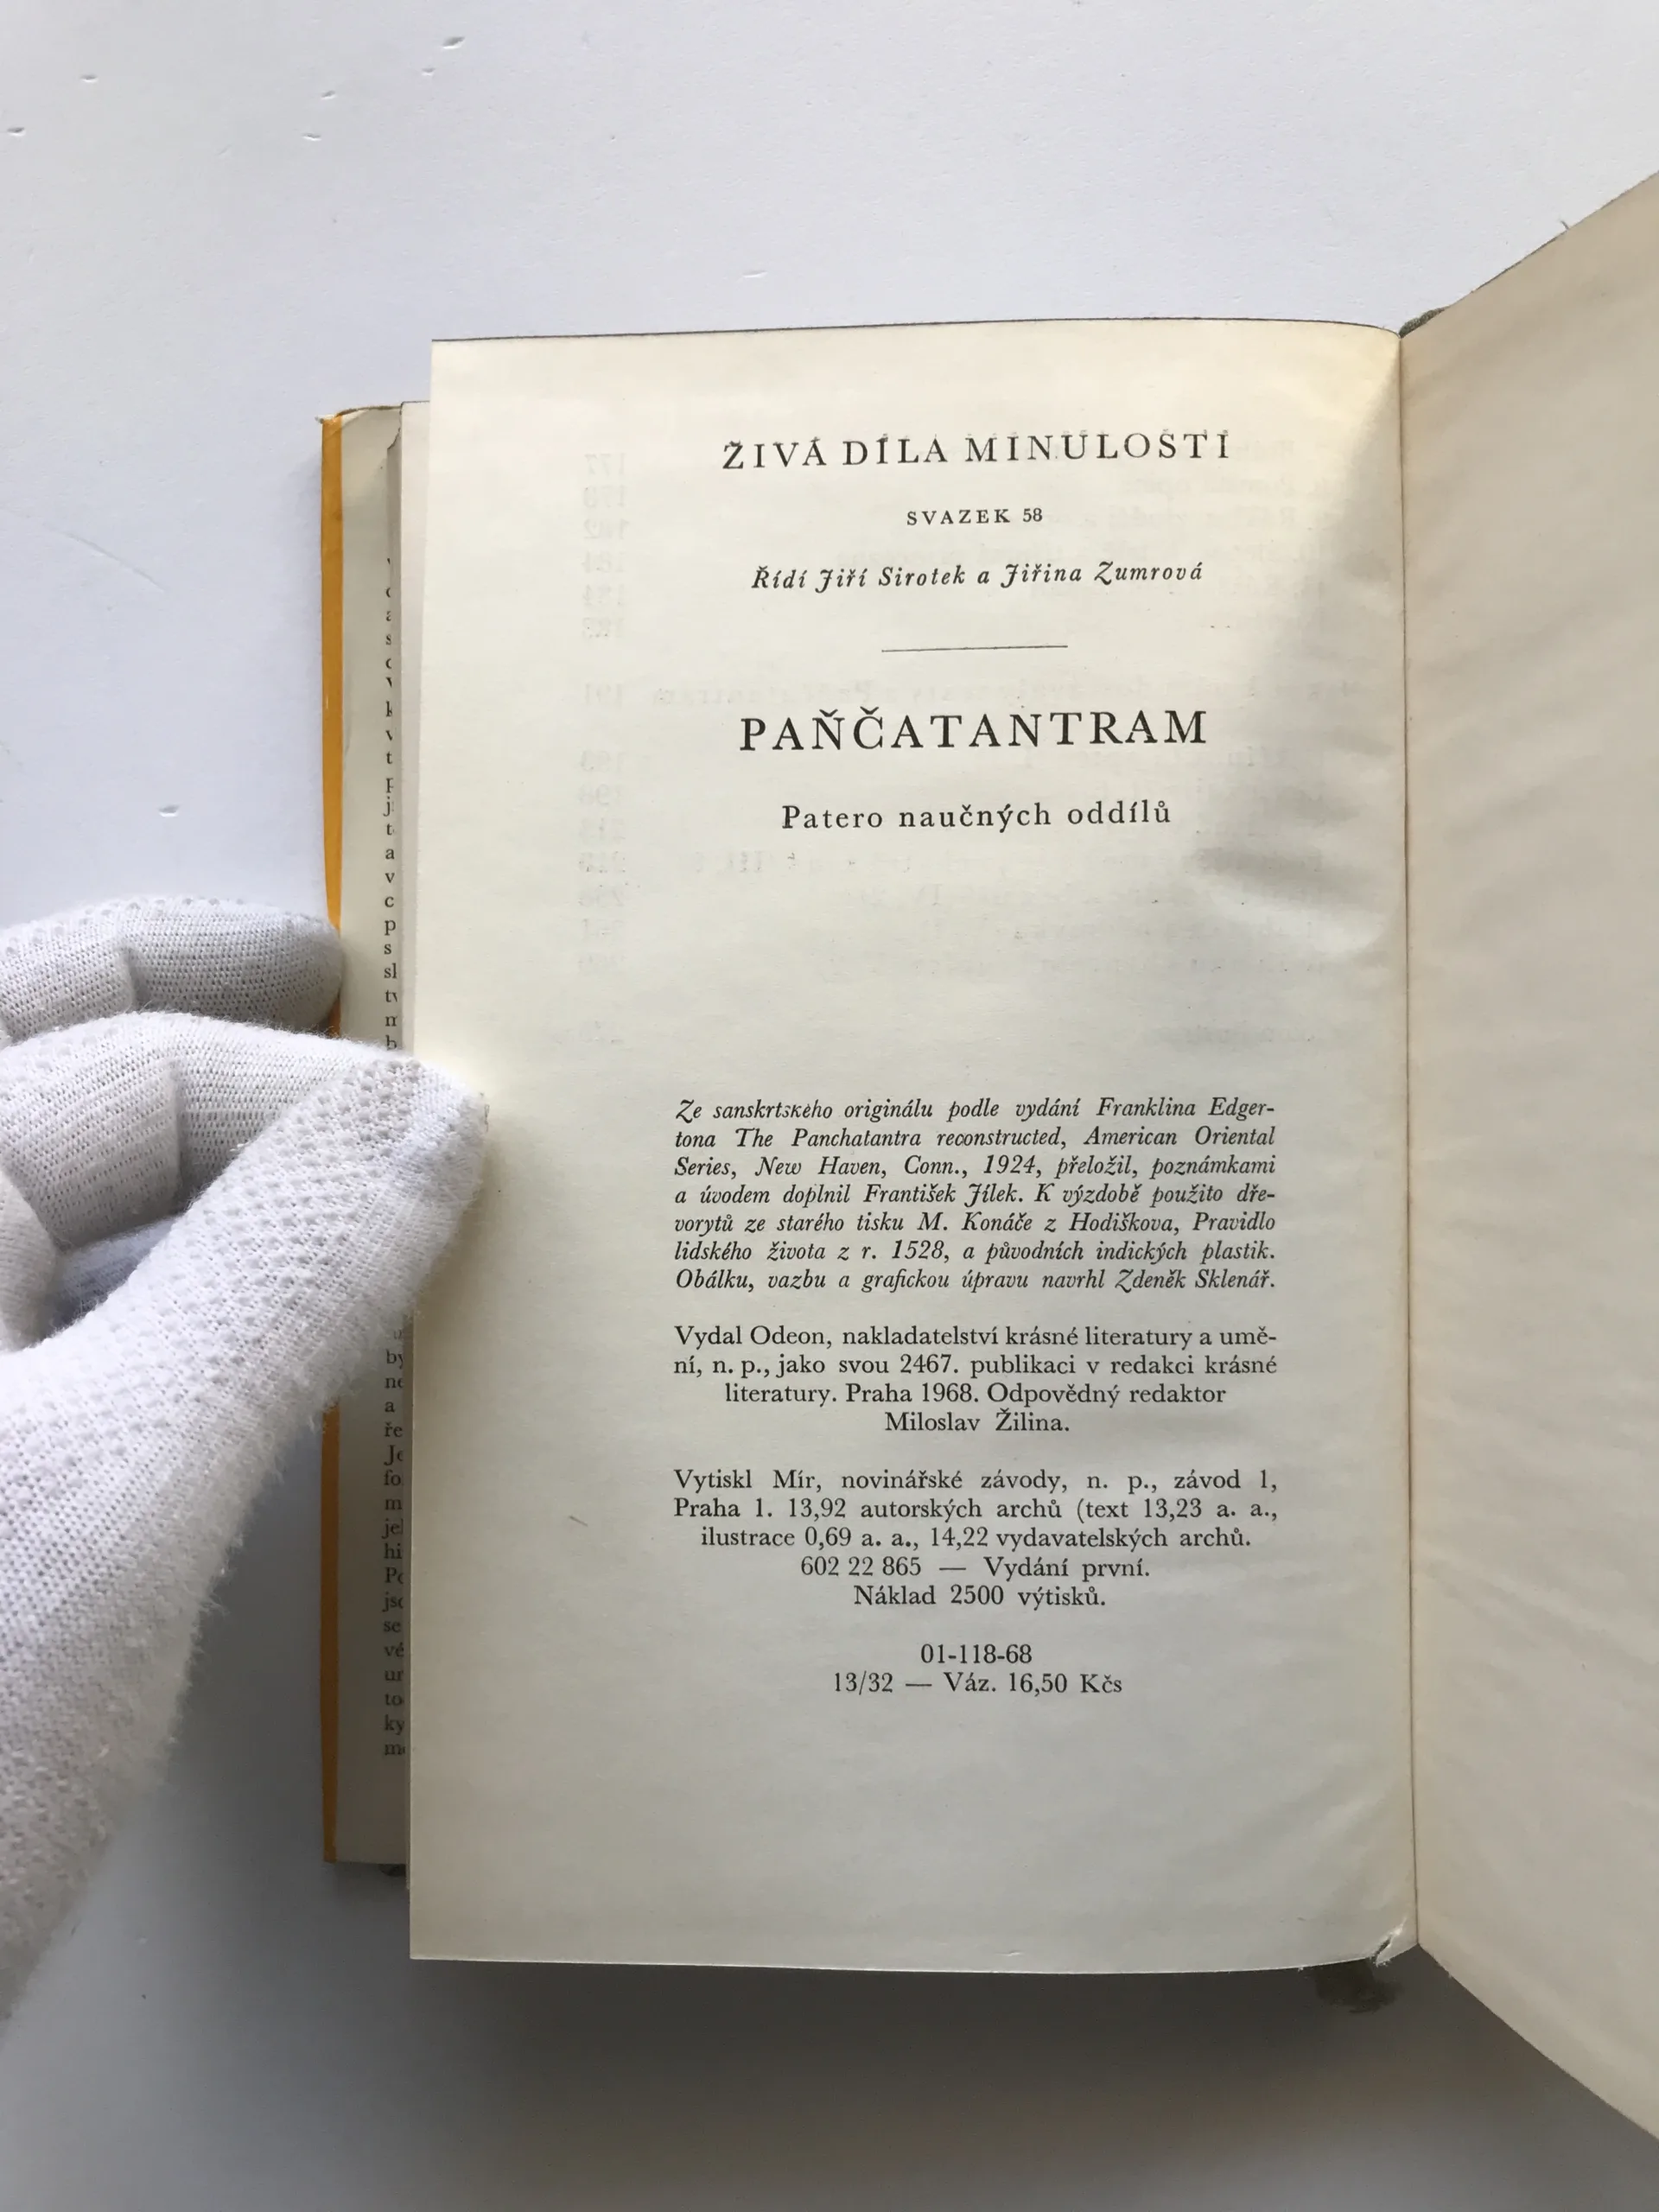 ŽIVÁ DÍLA MINULOSTI
SVAZEK 58
Řídí Jiří Sirotek a Jiřina Zumrová
PAŇČATANTRAM
Patero naučných oddílů
Ze sanskrtského originálu podle vydání Franklina Edger-
tona The Panchatantra reconstructed, American Oriental
Series, New Haven, Conn., 1924, přeložil, poznámkami
a úvodem doplnil František Jílek. K výzdobě použito dře-
vorytů ze starého tisku M. Konáče z Hodiškova, Pravidlo
lidského života z r. 1528, a původních indických plastik.
Obálku, vazbu a grafickou úpravu navrhl Zdeněk Sklenář.
Vydal Odeon, nakladatelství krásné literatury a umě-
ní, n. p., jako svou 2467. publikaci v redakci krásné
literatury. Praha 1968. Odpovědný redaktor
Miloslav Žilina.
Vytiskl Mír, novinářské závody, n. p., závod 1,
Praha 1. 13,92 autorských archů (text 13,23 a. a.,
ilustrace 0,69 a. a., 14,22 vydavatelských archů.
602 22 865 — Vydání první.
Náklad 2500 výtisků.
01-118-68
13/32 — Váz. 16,50 Kčs